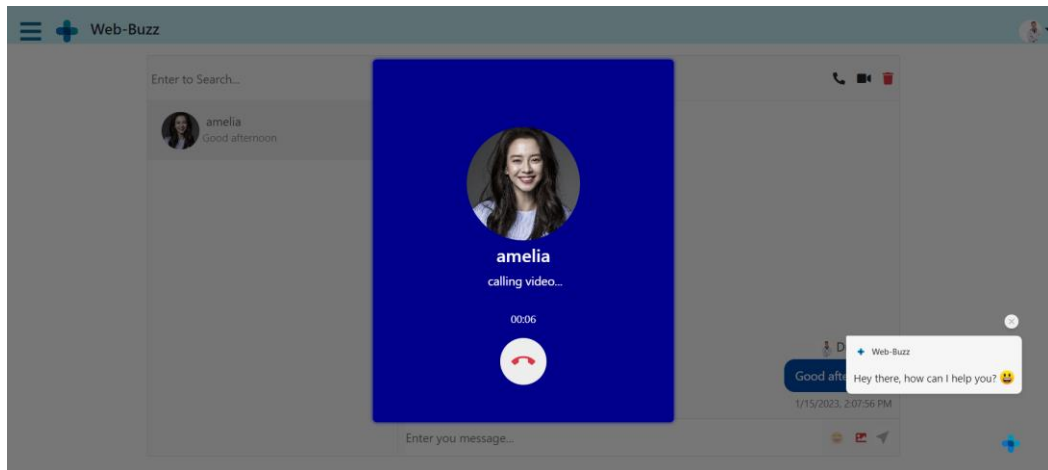 Web-Buzz
Enter to Search...
amelia
Good afternoon
amelia
calling video...
00:06
D
Good afte
1/15/2023, 2:07:56 PM
Web-Buzz
Hey there, how can I help you?
Enter you message...